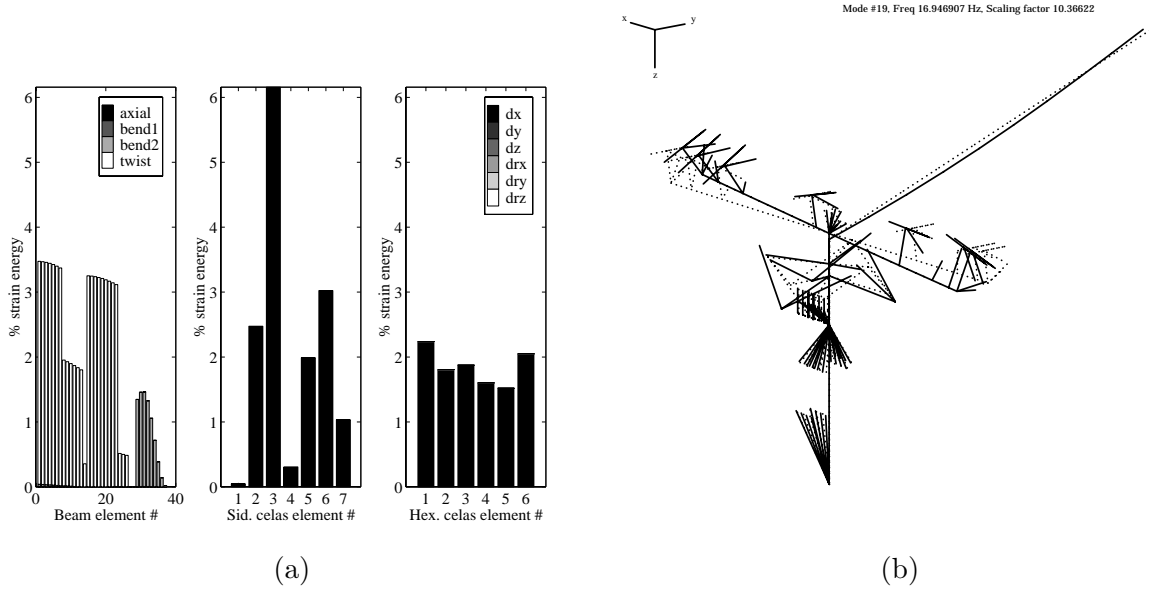 Mode #19, Freq 16.946907 Hz, Scaling factor 10.36622
x
y
z
6
5
4
3
2
1
0
% strain energy
axial
bend1
bend2
twist
0
20
40
Beam element #
6
5
4
3
2
1
0
% strain energy
1 2 3 4 5 6 7
Sid. celas element #
6
5
4
3
2
1
0
% strain energy
dx
dy
dz
drx
dry
drz
1 2 3 4 5 6
Hex. celas element #
(a)
(b)